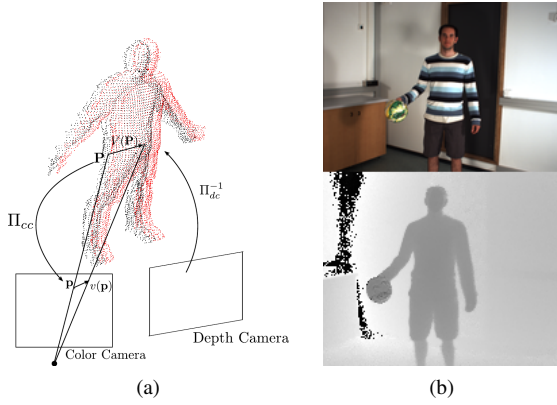 V(P)
P
Π_cc
Π_dc^{-1}
p
v(p)
Color Camera
Depth Camera
(a)
(b)